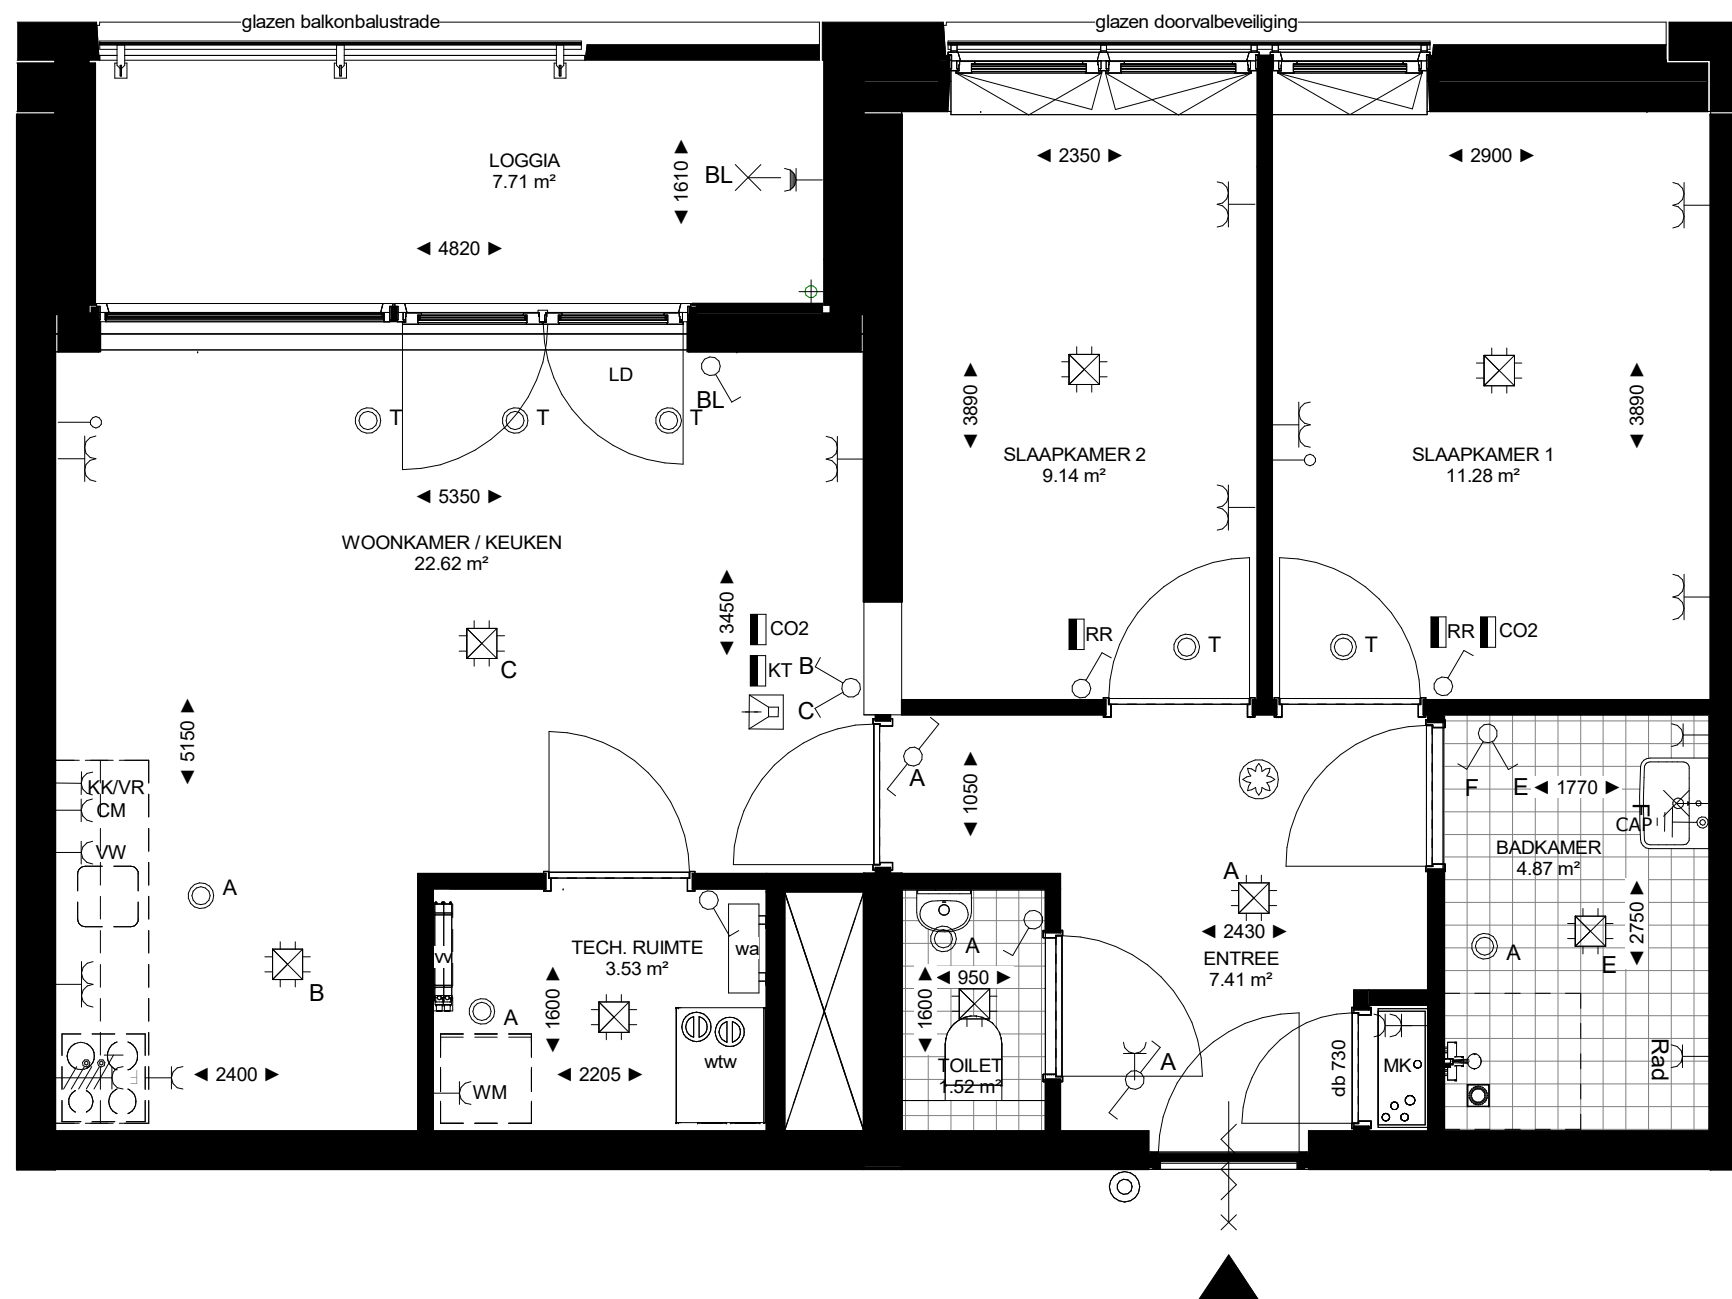 glazen balkonbalustrade
glazen doorvalbeveiliging
LOGGIA
7.71 m²
1610
BL
4820
2350
2900
LD
BL
T
T
T
3890
3890
SLAAPKAMER 2
9.14 m²
SLAAPKAMER 1
11.28 m²
5350
WOONKAMER / KEUKEN
22.62 m²
3450
CO2
KT
B
C
C
RR
T
T
RR
CO2
5150
KK/VR
CM
VW
A
B
2400
A
1050
F
E
1770
F
CAP
BADKAMER
4.87 m²
2750
A
E
Rad
A
2430
ENTREE
7.41 m²
TECH. RUIMTE
3.53 m²
vv
wa
A
1600
2205
WM
wtw
A
950
1600
TOILET
1.52 m²
A
db 730
MK